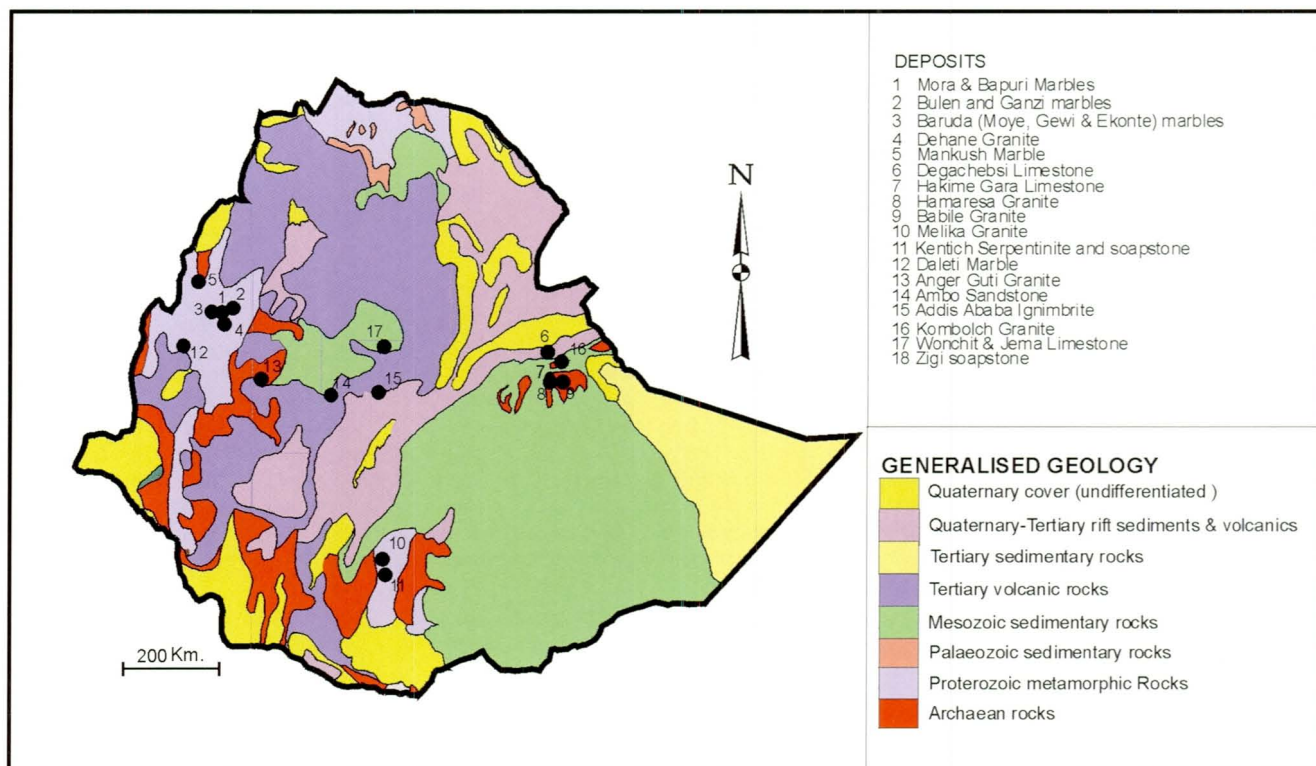 N
5
1
2
3
4
12
13
17
14
15
6
18
7
8
9
10
11
200 Km.
DEPOSITS
1 Mora & Bapuri Marbles
2 Bulen and Ganzi marbles
3 Baruda (Moye, Gewi & Ekonte) marbles
4 Dehane Granite
5 Mankush Marble
6 Degachebsi Limestone
7 Hakime Gara Limestone
8 Hamaresa Granite
9 Babile Granite
10 Melika Granite
11 Kentich Serpentinite and soapstone
12 Daleti Marble
13 Anger Guti Granite
14 Ambo Sandstone
15 Addis Ababa Ignimbrite
16 Kombolch Granite
17 Wonchit & Jema Limestone
18 Zigi soapstone
GENERALISED GEOLOGY
Quaternary cover (undifferentiated )
Quaternary-Tertiary rift sediments & volcanics
Tertiary sedimentary rocks
Tertiary volcanic rocks
Mesozoic sedimentary rocks
Palaeozoic sedimentary rocks
Proterozoic metamorphic Rocks
Archaean rocks